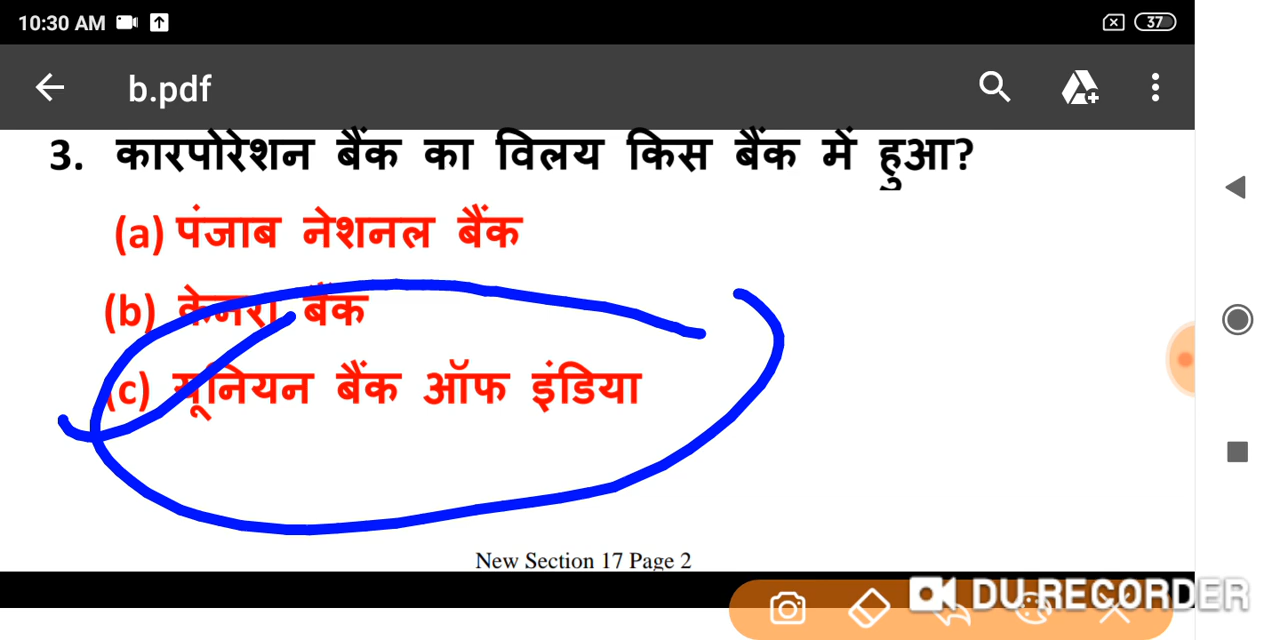 10:30 AM
37
b.pdf
3. कारपोरेशन बैंक का विलय किस बैंक में हुआ?
(a) पंजाब नेशनल बैंक
(b) केनरा बैंक
(c) यूनियन बैंक ऑफ इंडिया
New Section 17 Page 2
DU RECORDER